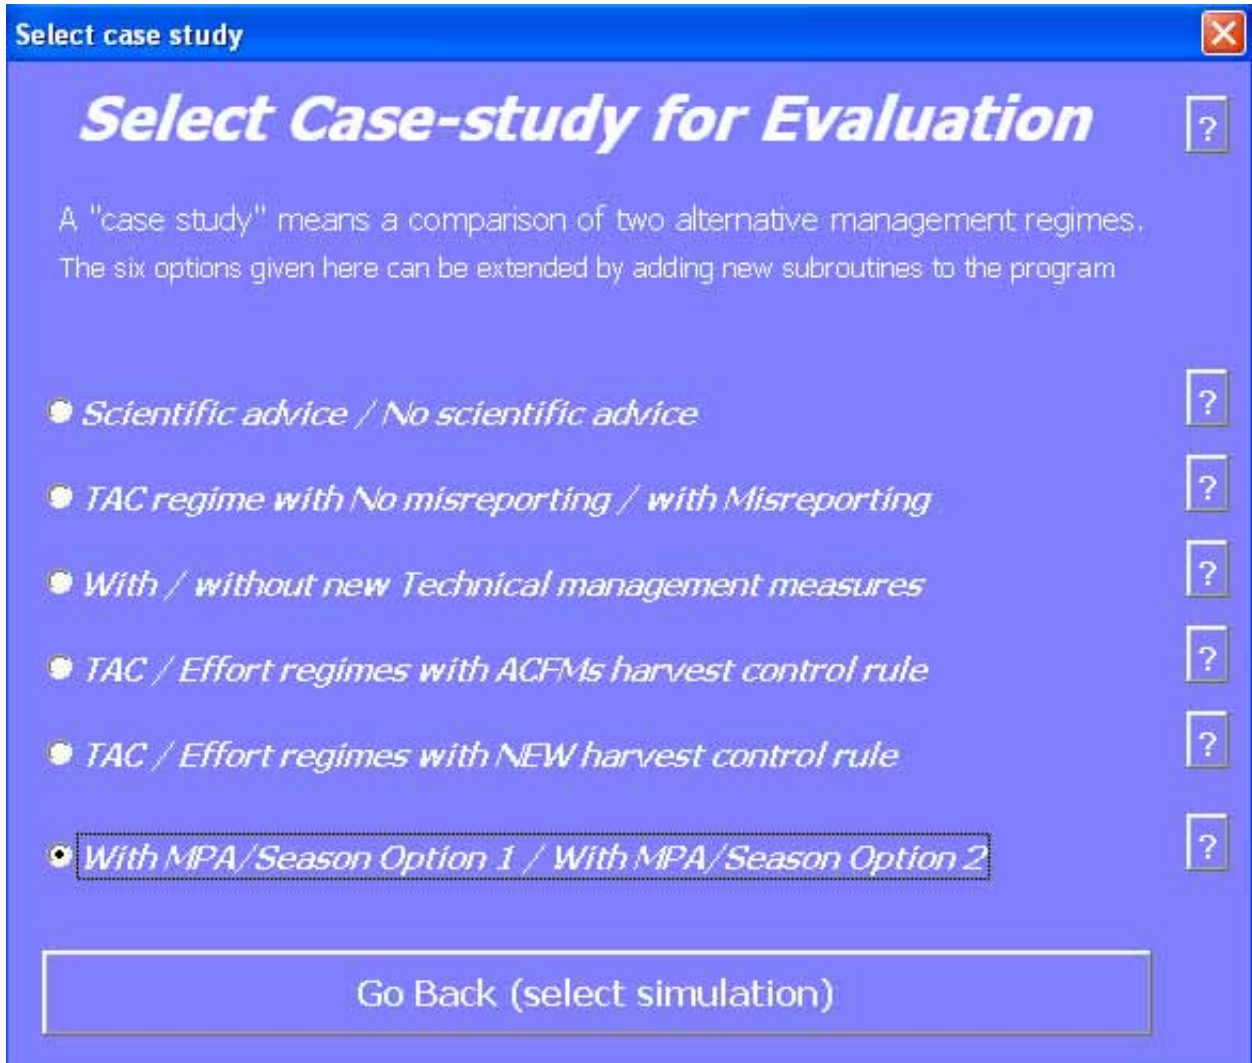 Select case study
Select Case-study for Evaluation
?
A "case study" means a comparison of two alternative management regimes.
The six options given here can be extended by adding new subroutines to the program
Scientific advice / No scientific advice
?
TAC regime with No misreporting / with Misreporting
?
With / without new Technical management measures
?
TAC / Effort regimes with ACFMs harvest control rule
?
TAC / Effort regimes with NEW harvest control rule
?
With MPA/Season Option 1 / With MPA/Season Option 2
?
Go Back (select simulation)